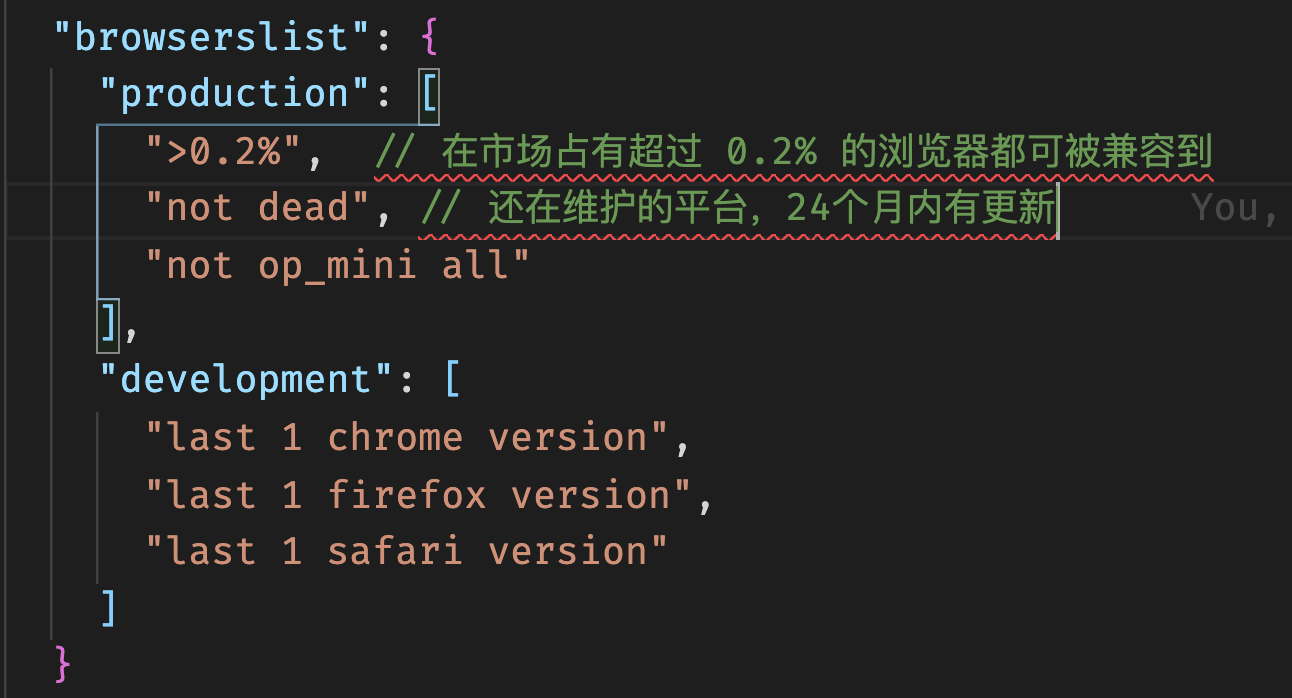 "browserslist": {
"production": [
">0.2%", // 在市场占有超过 0.2% 的浏览器都可被兼容到
"not dead", // 还在维护的平台，24个月内有更新 You,
"not op_mini all"
],
"development": [
"last 1 chrome version",
"last 1 firefox version",
"last 1 safari version"
]
}